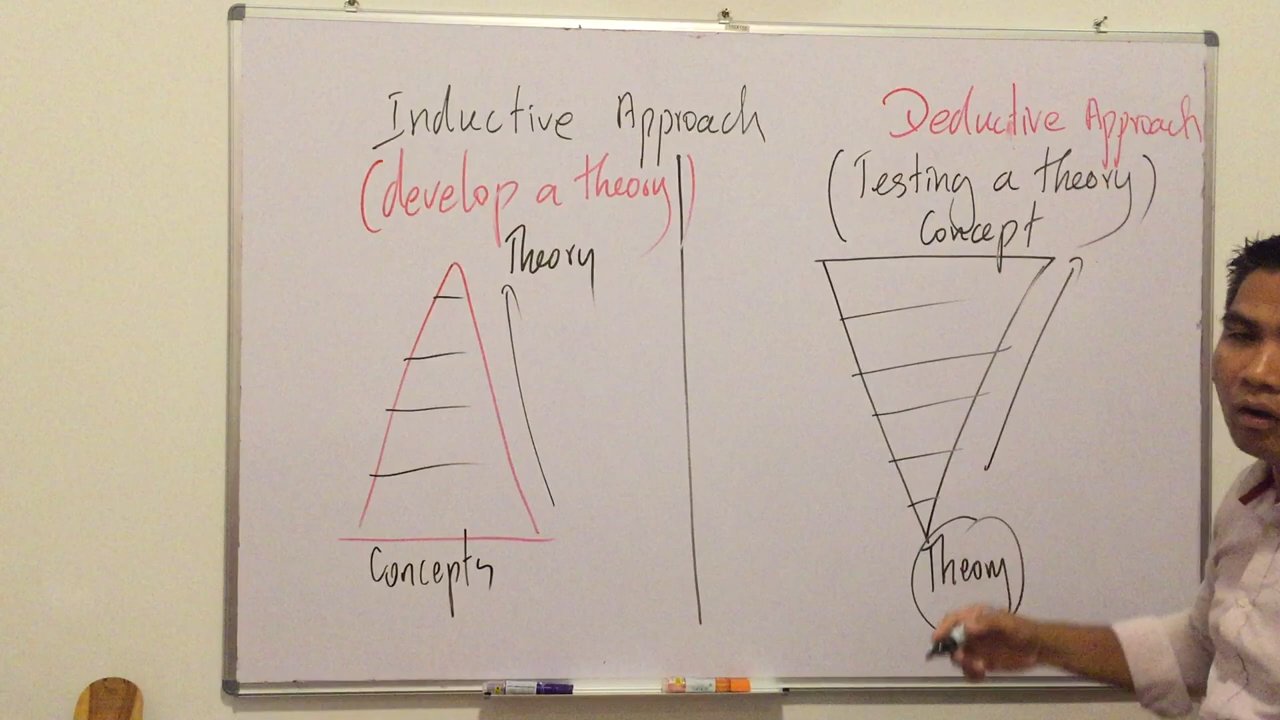 Inductive Approach
(develop a theory)
Theory
Concepts
Deductive Approach
(Testing a theory)
Concept
Theory